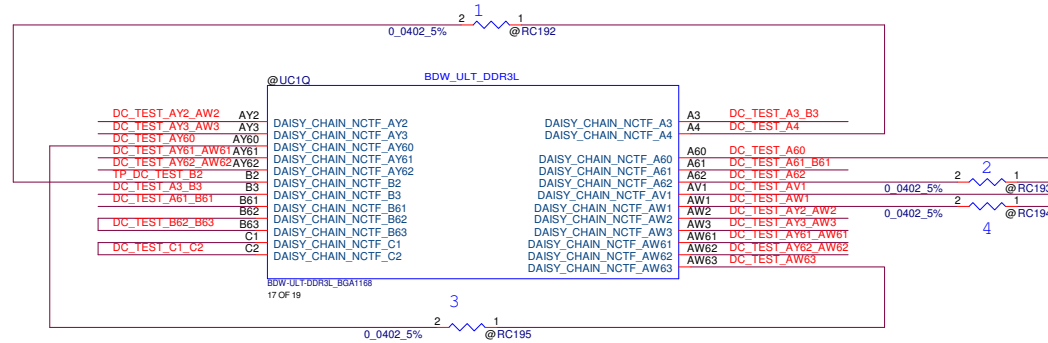 1
2 1
0_0402_5% @RC192
@UC1Q BDW_ULT_DDR3L
DC_TEST_AY2_AW2 AY2 DAISY_CHAIN_NCTF_AY2
DC_TEST_AY3_AW3 AY3 DAISY_CHAIN_NCTF_AY3
DC_TEST_AY60 AY60 DAISY_CHAIN_NCTF_AY60
DC_TEST_AY61_AW61 AY61 DAISY_CHAIN_NCTF_AY61
DC_TEST_AY62_AW62 AY62 DAISY_CHAIN_NCTF_AY62
TP_DC_TEST_B2 B2 DAISY_CHAIN_NCTF_B2
DC_TEST_A3_B3 B3 DAISY_CHAIN_NCTF_B3
DC_TEST_A61_B61 B61 DAISY_CHAIN_NCTF_B61
B62 DAISY_CHAIN_NCTF_B62
DC_TEST_B62_B63 B63 DAISY_CHAIN_NCTF_B63
C1 DAISY_CHAIN_NCTF_C1
DC_TEST_C1_C2 C2 DAISY_CHAIN_NCTF_C2
DAISY_CHAIN_NCTF_A3 A3 DC_TEST_A3_B3
DAISY_CHAIN_NCTF_A4 A4 DC_TEST_A4
DAISY_CHAIN_NCTF_A60 A60 DC_TEST_A60
DAISY_CHAIN_NCTF_A61 A61 DC_TEST_A61_B61
DAISY_CHAIN_NCTF_A62 A62 DC_TEST_A62
DAISY_CHAIN_NCTF_AV1 AV1 DC_TEST_AV1
DAISY_CHAIN_NCTF_AW1 AW1 DC_TEST_AW1
DAISY_CHAIN_NCTF_AW2 AW2 DC_TEST_AY2_AW2
DAISY_CHAIN_NCTF_AW3 AW3 DC_TEST_AY3_AW3
DAISY_CHAIN_NCTF_AW61 AW61 DC_TEST_AY61_AW61
DAISY_CHAIN_NCTF_AW62 AW62 DC_TEST_AY62_AW62
DAISY_CHAIN_NCTF_AW63 AW63 DC_TEST_AW63
2
2 1
0_0402_5% @RC193
2 1
0_0402_5% @RC194
4
BDW-ULT-DDR3L_BGA1168
17 OF 19
3
2 1
0_0402_5% @RC195